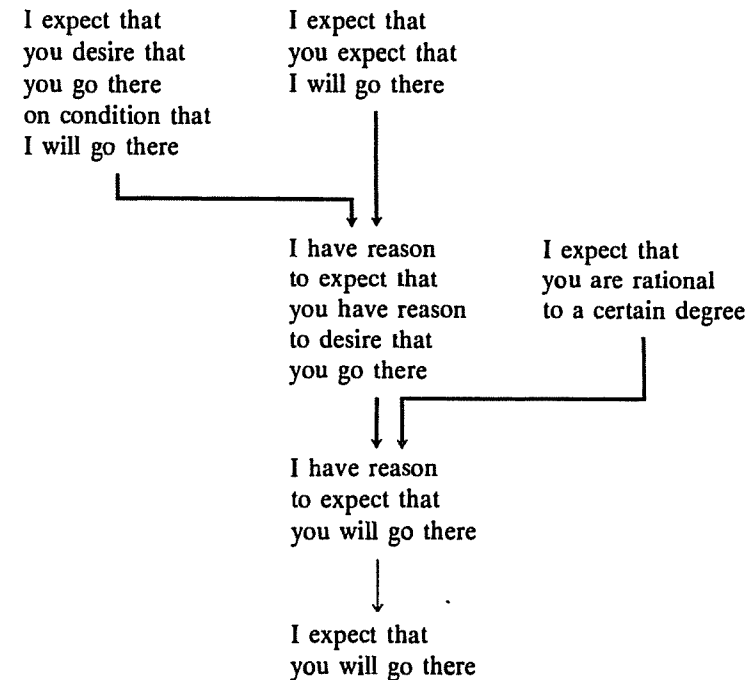 I expect that
you desire that
you go there
on condition that
I will go there
I expect that
you expect that
I will go there
I have reason
to expect that
you have reason
to desire that
you go there
I expect that
you are rational
to a certain degree
I have reason
to expect that
you will go there
I expect that
you will go there